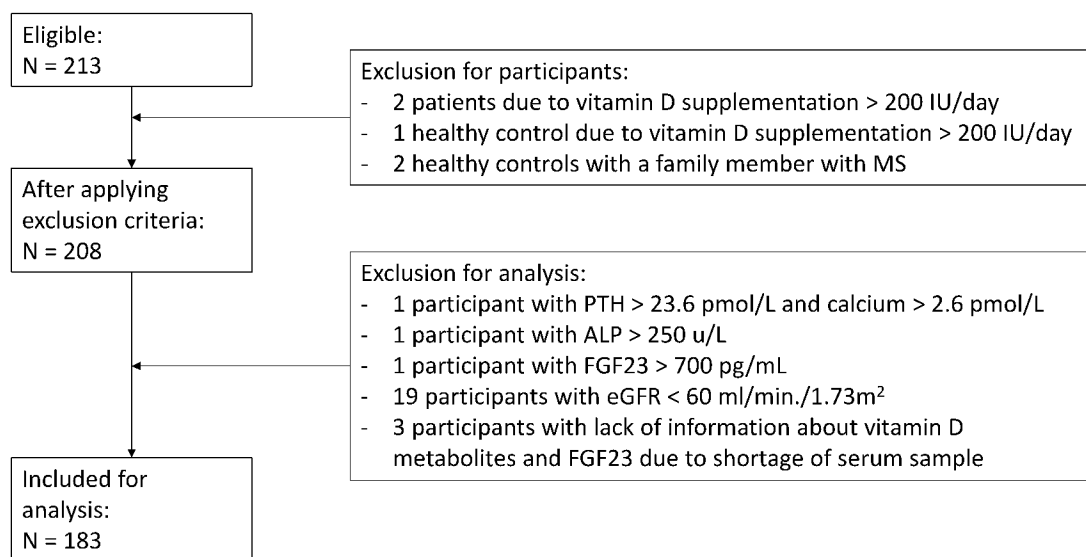 Eligible:
N = 213
Exclusion for participants:
- 2 patients due to vitamin D supplementation > 200 IU/day
- 1 healthy control due to vitamin D supplementation > 200 IU/day
- 2 healthy controls with a family member with MS
After applying
exclusion criteria:
N = 208
Exclusion for analysis:
- 1 participant with PTH > 23.6 pmol/L and calcium > 2.6 pmol/L
- 1 participant with ALP > 250 u/L
- 1 participant with FGF23 > 700 pg/mL
- 19 participants with eGFR < 60 ml/min./1.73m²
- 3 participants with lack of information about vitamin D
metabolites and FGF23 due to shortage of serum sample
Included for
analysis:
N = 183